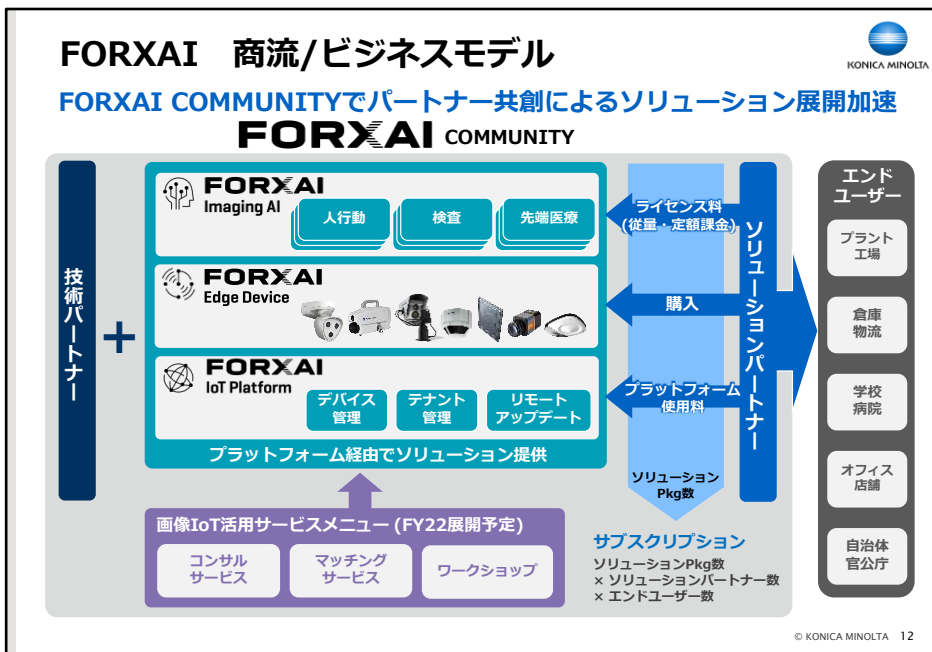 FORXAI 商流/ビジネスモデル
KONICA MINOLTA
FORXAI COMMUNITYでパートナー共創によるソリューション展開加速
FORXAI COMMUNITY
技術パートナー
+
FORXAI
Imaging AI
人行動
検査
先端医療
FORXAI
Edge Device
FORXAI
IoT Platform
デバイス
管理
テナント
管理
リモート
アップデート
プラットフォーム経由でソリューション提供
画像IoT活用サービスメニュー (FY22展開予定)
コンサル
サービス
マッチング
サービス
ワークショップ
ライセンス料
(従量・定額課金)
購入
プラットフォーム
使用料
ソリューション
Pkg数
サブスクリプション
ソリューションPkg数
× ソリューションパートナー数
× エンドユーザー数
ソリューションパートナー
エンド
ユーザー
プラント
工場
倉庫
物流
学校
病院
オフィス
店舗
自治体
官公庁
© KONICA MINOLTA 12